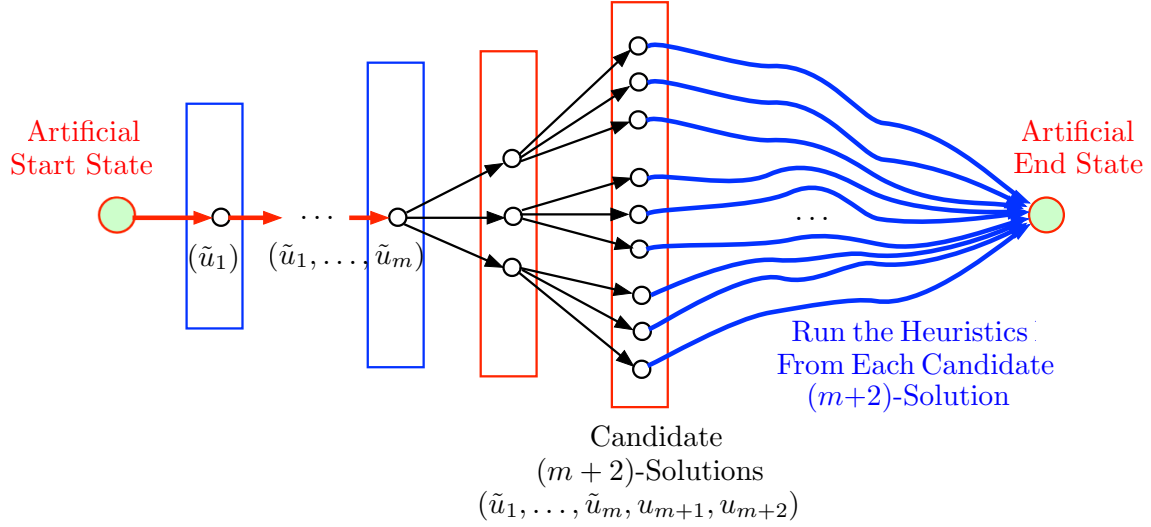 Artificial
Start State
(ũ₁)
⋯
(ũ₁, …, ũₘ)
⋯
Artificial
End State
Run the Heuristics
From Each Candidate
(m+2)-Solution
Candidate
(m + 2)-Solutions
(ũ₁, …, ũₘ, uₘ₊₁, uₘ₊₂)